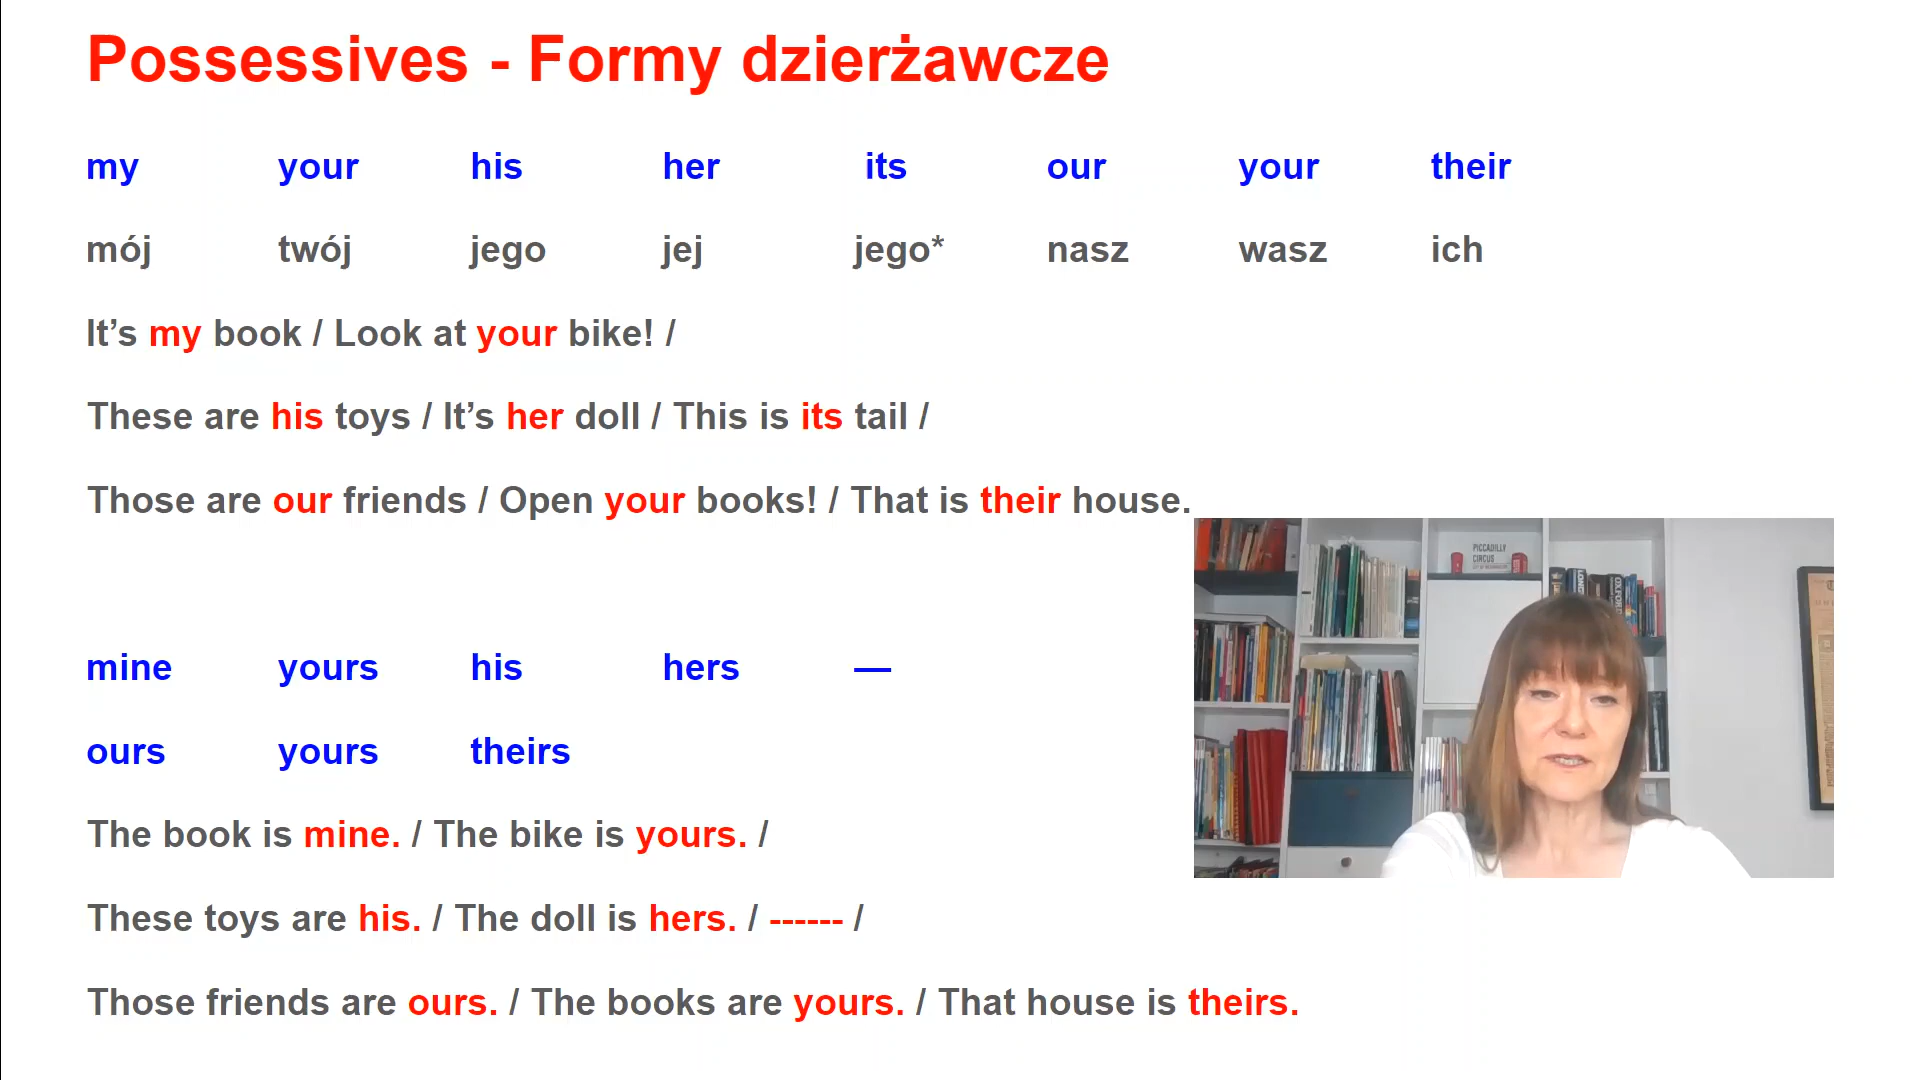 Possessives - Formy dzierżawcze
my your his her its our your their
mój twój jego jej jego* nasz wasz ich
It’s my book / Look at your bike! /
These are his toys / It’s her doll / This is its tail /
Those are our friends / Open your books! / That is their house.
PICCADILLY
CIRCUS
OXFORD
mine yours his hers —
ours yours theirs
The book is mine. / The bike is yours. /
These toys are his. / The doll is hers. / ------ /
Those friends are ours. / The books are yours. / That house is theirs.